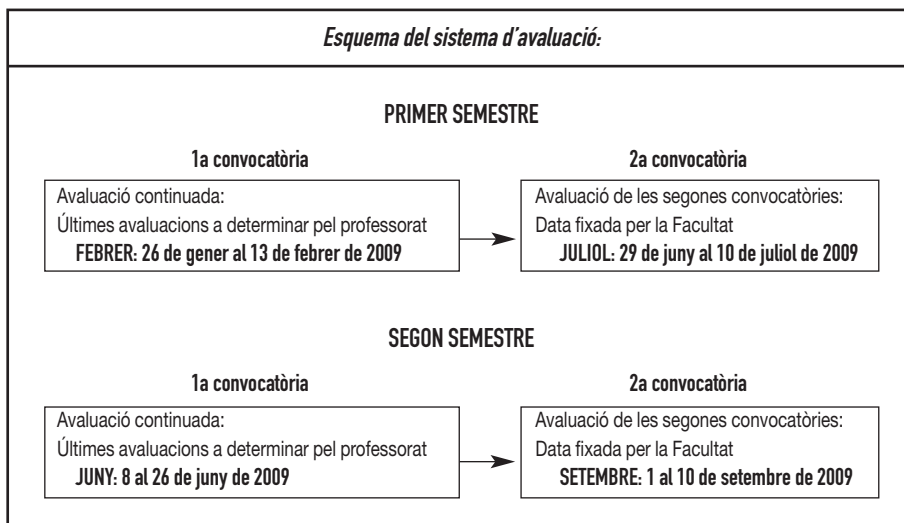 Esquema del sistema d'avaluació:
PRIMER SEMESTRE
1a convocatòria
Avaluació continuada:
Últimes avaluacions a determinar pel professorat
FEBRER: 26 de gener al 13 de febrer de 2009
2a convocatòria
Avaluació de les segones convocatòries:
Data fixada per la Facultat
JULIOL: 29 de juny al 10 de juliol de 2009
SEGON SEMESTRE
1a convocatòria
Avaluació continuada:
Últimes avaluacions a determinar pel professorat
JUNY: 8 al 26 de juny de 2009
2a convocatòria
Avaluació de les segones convocatòries:
Data fixada per la Facultat
SETEMBRE: 1 al 10 de setembre de 2009